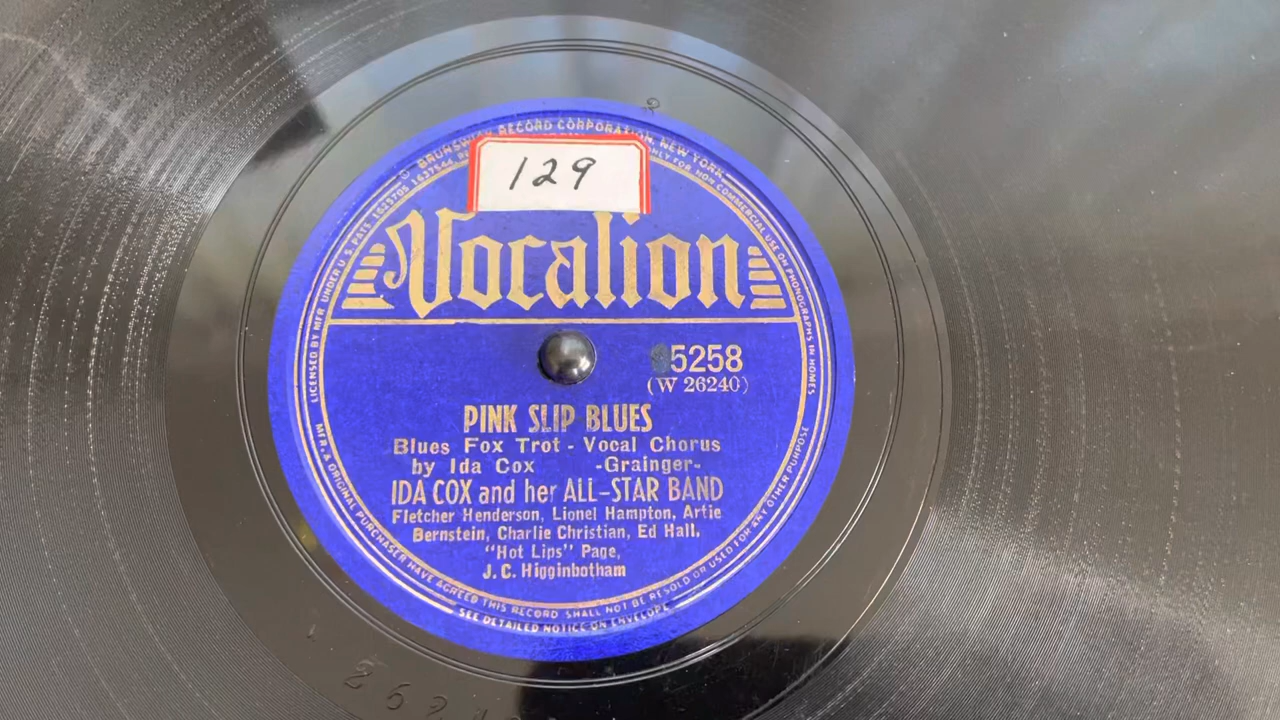 BRUNSWICK RECORD CORPORATION, NEW YORK
ONLY FOR NON COMMERCIAL USE ON PHONOGRAPHS IN HOMES
LICENSED BY MFR UNDER U.S. PATS 1625705 1637544
129
Vocalion
5258
(W 26240)
PINK SLIP BLUES
Blues Fox Trot - Vocal Chorus
by Ida Cox -Grainger-
IDA COX and her ALL-STAR BAND
Fletcher Henderson, Lionel Hampton, Artie
Bernstein, Charlie Christian, Ed Hall,
"Hot Lips" Page,
J. C. Higginbotham
MFR. & ORIGINAL PURCHASER HAVE AGREED THIS RECORD SHALL NOT BE RESOLD OR USED FOR ANY OTHER PURPOSE
SEE DETAILED NOTICE ON ENVELOPE